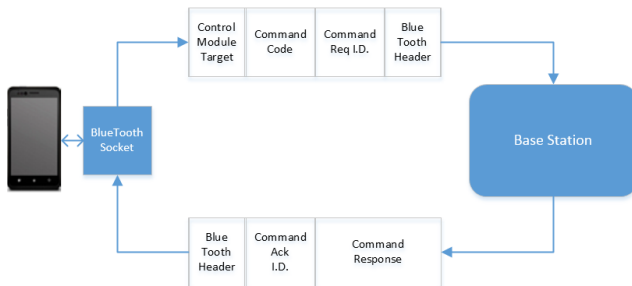 Control
Module
Target
Command
Code
Command
Req I.D.
Blue
Tooth
Header
BlueTooth
Socket
Base Station
Blue
Tooth
Header
Command
Ack
I.D.
Command
Response